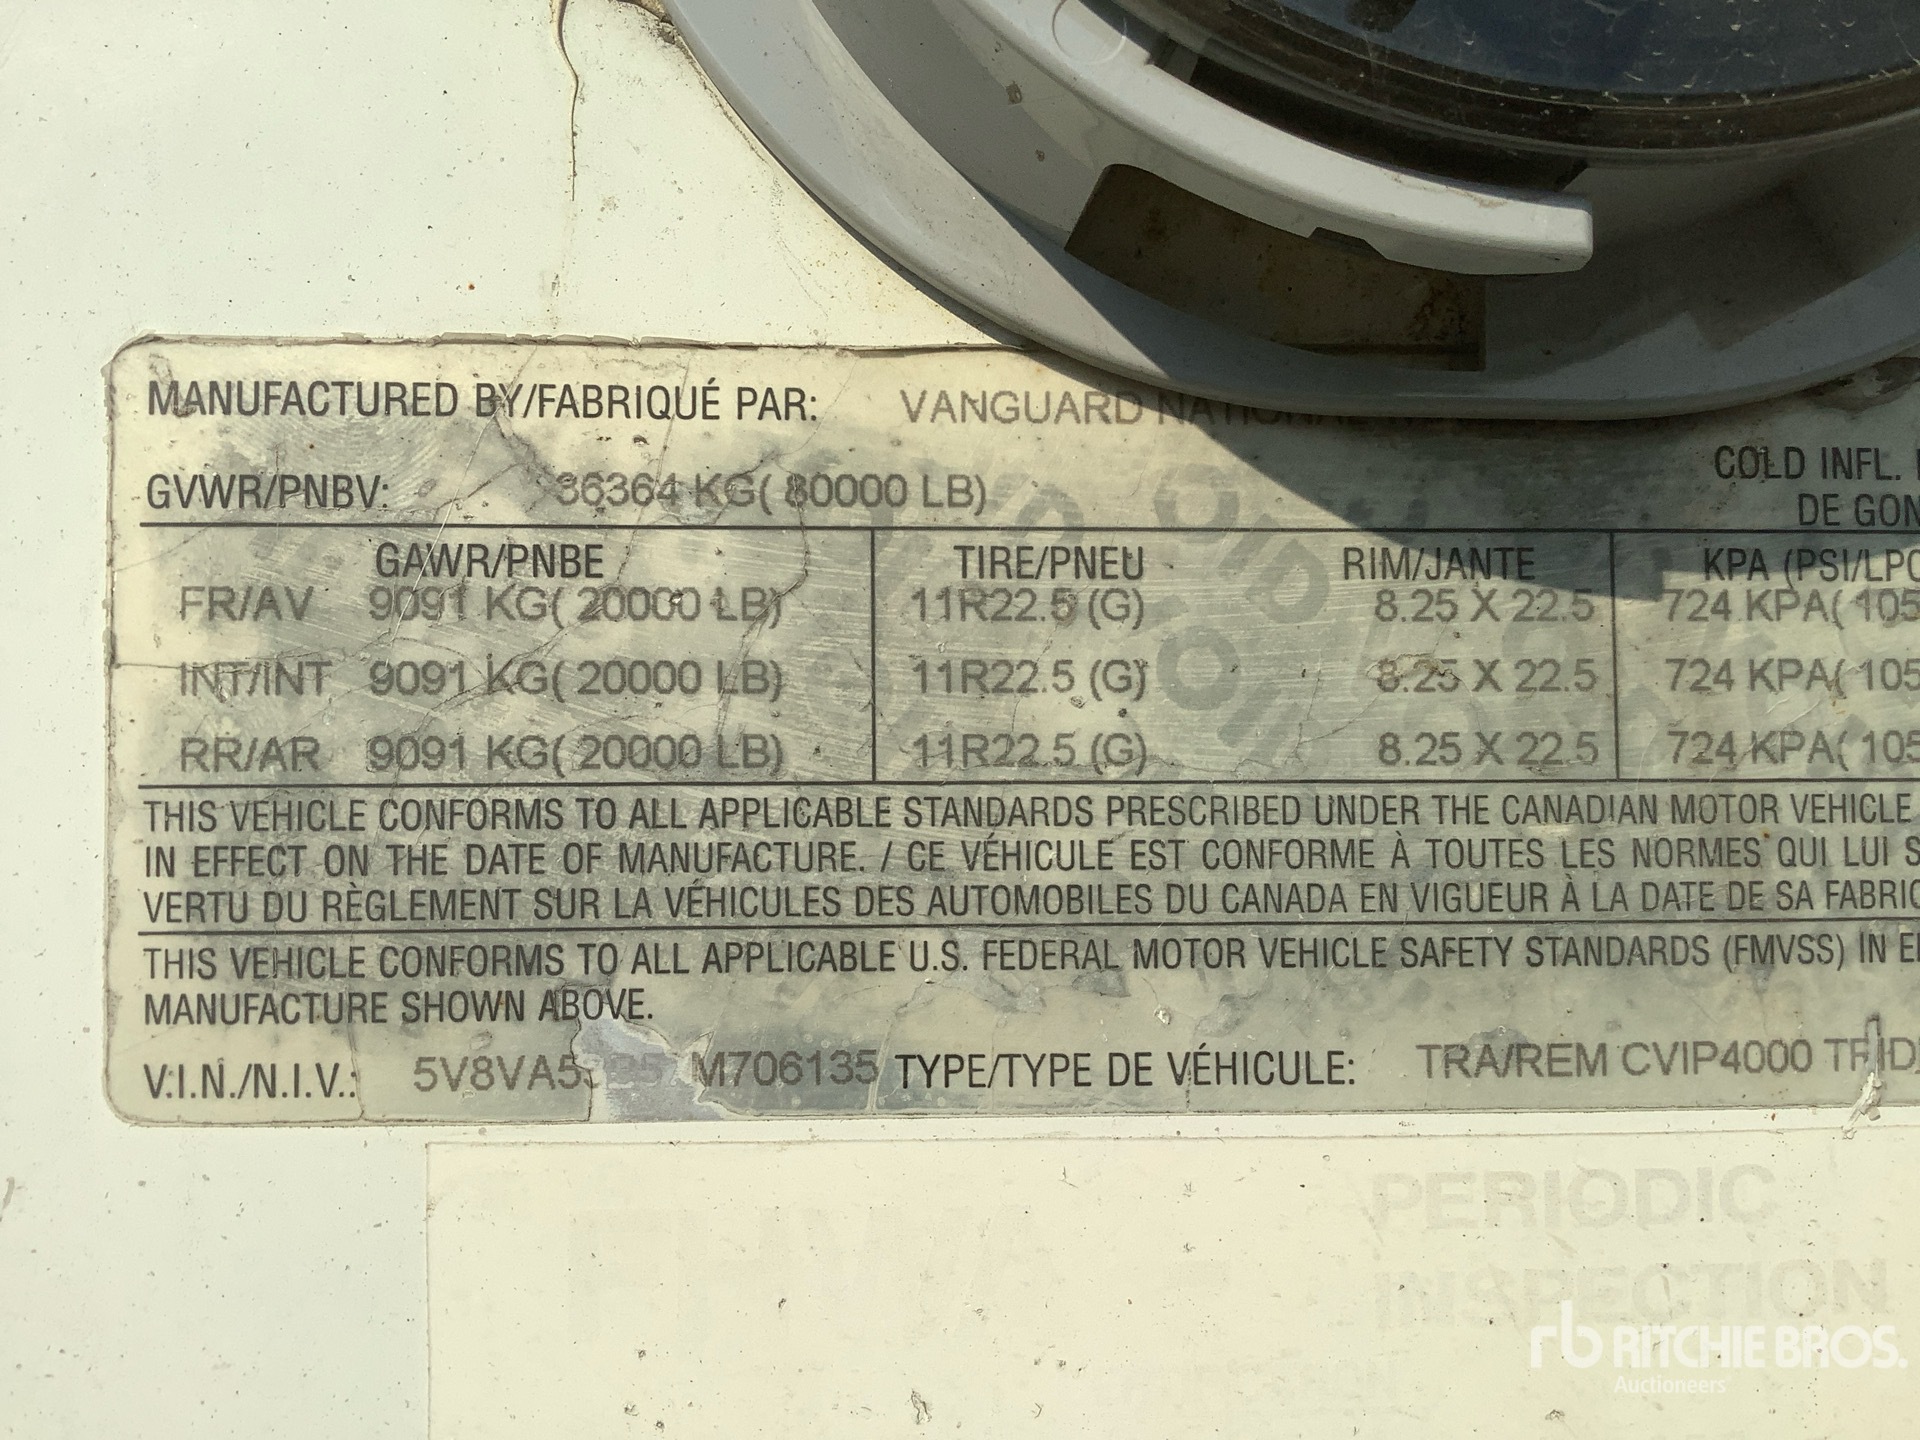 MANUFACTURED BY/FABRIQUÉ PAR: VANGUARD NATIONAL
GVWR/PNBV: 36364 KG( 80000 LB)
COLD INFL.
DE GON
GAWR/PNBE TIRE/PNEU RIM/JANTE KPA (PSI/LPC
FR/AV 9091 KG( 20000 LB) 11R22.5 (G) 8.25 X 22.5 724 KPA( 105
INT/INT 9091 KG( 20000 LB) 11R22.5 (G) 8.25 X 22.5 724 KPA( 105
RR/AR 9091 KG( 20000 LB) 11R22.5 (G) 8.25 X 22.5 724 KPA( 105
THIS VEHICLE CONFORMS TO ALL APPLICABLE STANDARDS PRESCRIBED UNDER THE CANADIAN MOTOR VEHICLE
IN EFFECT ON THE DATE OF MANUFACTURE. / CE VÉHICULE EST CONFORME À TOUTES LES NORMES QUI LUI S
VERTU DU RÈGLEMENT SUR LA VÉHICULES DES AUTOMOBILES DU CANADA EN VIGUEUR À LA DATE DE SA FABRIC
THIS VEHICLE CONFORMS TO ALL APPLICABLE U.S. FEDERAL MOTOR VEHICLE SAFETY STANDARDS (FMVSS) IN
MANUFACTURE SHOWN ABOVE.
V.I.N./N.I.V.: M706135 TYPE/TYPE DE VÉHICULE: TRA/REM CVIP4000
PERIODIC
INSPECTION
rb RITCHIE BROS.
Auctioneers